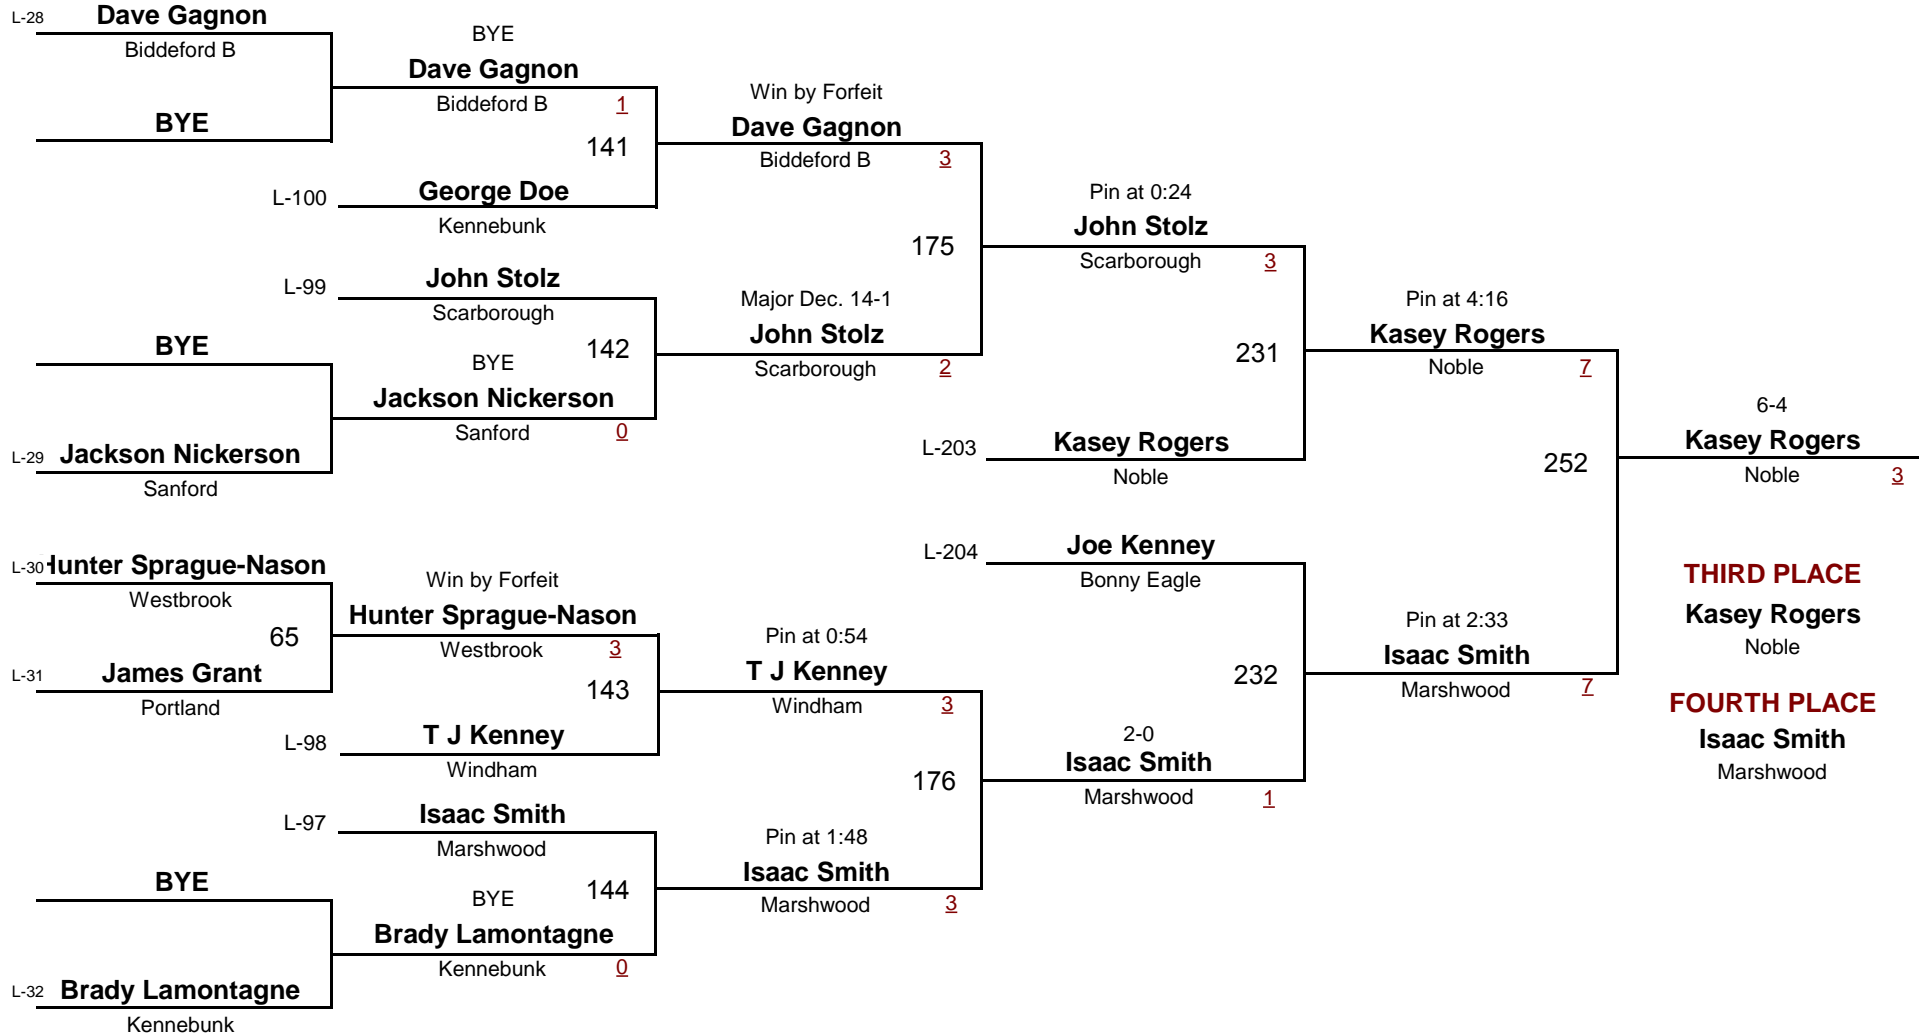 L-28 Dave Gagnon
Biddeford B
BYE
BYE
Dave Gagnon
Biddeford B 1
141
L-100 George Doe
Kennebunk
Win by Forfeit
Dave Gagnon
Biddeford B 3
175
L-99 John Stolz
Scarborough
142
BYE
BYE
Jackson Nickerson
Sanford 0
L-29 Jackson Nickerson
Sanford
Major Dec. 14-1
John Stolz
Scarborough 2
Pin at 0:24
John Stolz
Scarborough 3
231
L-203 Kasey Rogers
Noble
Pin at 4:16
Kasey Rogers
Noble 7
252
6-4
Kasey Rogers
Noble 3
L-30 Hunter Sprague-Nason
Westbrook
65
L-31 James Grant
Portland
Win by Forfeit
Hunter Sprague-Nason
Westbrook 3
143
L-98 T J Kenney
Windham
Pin at 0:54
T J Kenney
Windham 3
176
L-97 Isaac Smith
Marshwood
144
BYE
BYE
Brady Lamontagne
Kennebunk 0
L-32 Brady Lamontagne
Kennebunk
Pin at 1:48
Isaac Smith
Marshwood 3
L-204 Joe Kenney
Bonny Eagle
232
2-0
Isaac Smith
Marshwood 1
Pin at 2:33
Isaac Smith
Marshwood 7
THIRD PLACE
Kasey Rogers
Noble
FOURTH PLACE
Isaac Smith
Marshwood